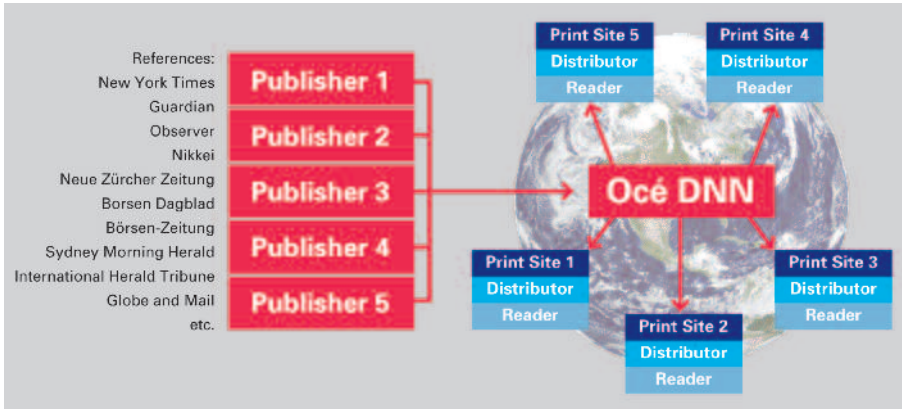 References:
New York Times
Guardian
Observer
Nikkei
Neue Zürcher Zeitung
Borsen Dagblad
Börsen-Zeitung
Sydney Morning Herald
International Herald Tribune
Globe and Mail
etc.
Publisher 1
Publisher 2
Publisher 3
Publisher 4
Publisher 5
Océ DNN
Print Site 5
Distributor
Reader
Print Site 4
Distributor
Reader
Print Site 1
Distributor
Reader
Print Site 2
Distributor
Reader
Print Site 3
Distributor
Reader